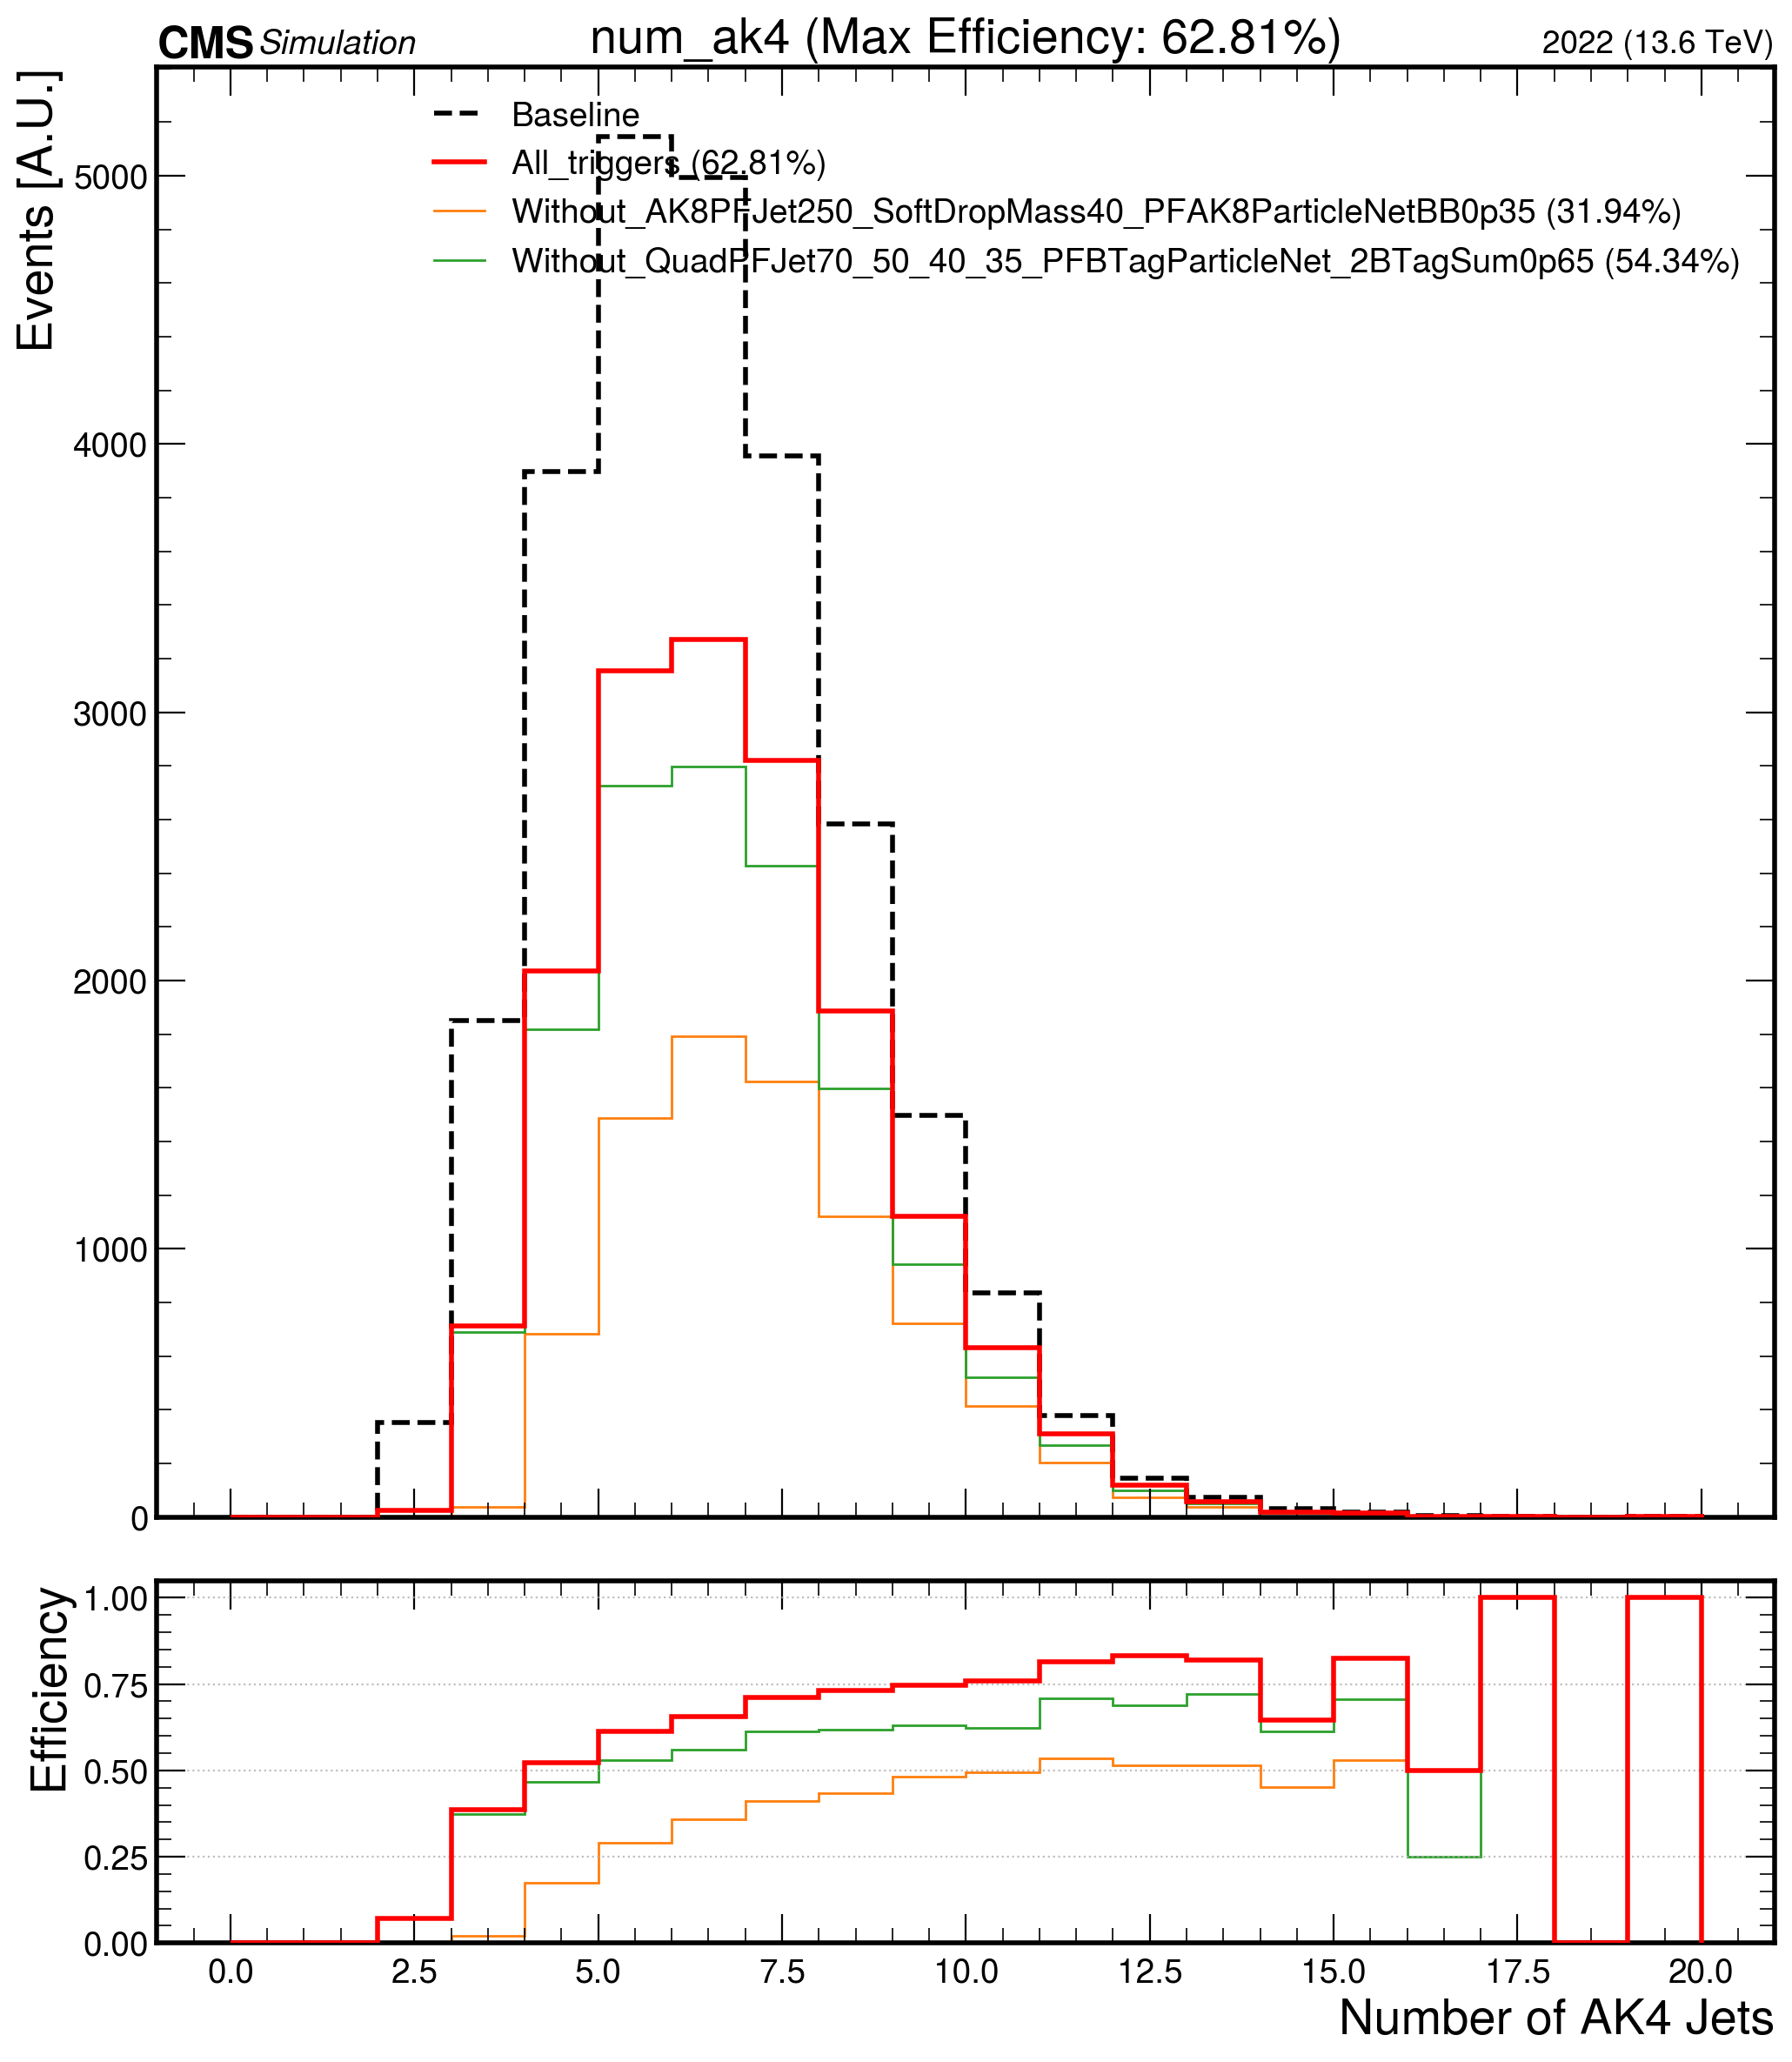 CMS Simulation num_ak4 (Max Efficiency: 62.81%) 2022 (13.6 TeV)
Events [A.U.]
Baseline
All_triggers (62.81%)
Without_AK8PFJet250_SoftDropMass40_PFAK8ParticleNetBB0p35 (31.94%)
Without_QuadPFJet70_50_40_35_PFBTagParticleNet_2BTagSum0p65 (54.34%)
5000
4000
3000
2000
1000
0
Efficiency
1.00
0.75
0.50
0.25
0.00
0.0 2.5 5.0 7.5 10.0 12.5 15.0 17.5 20.0
Number of AK4 Jets